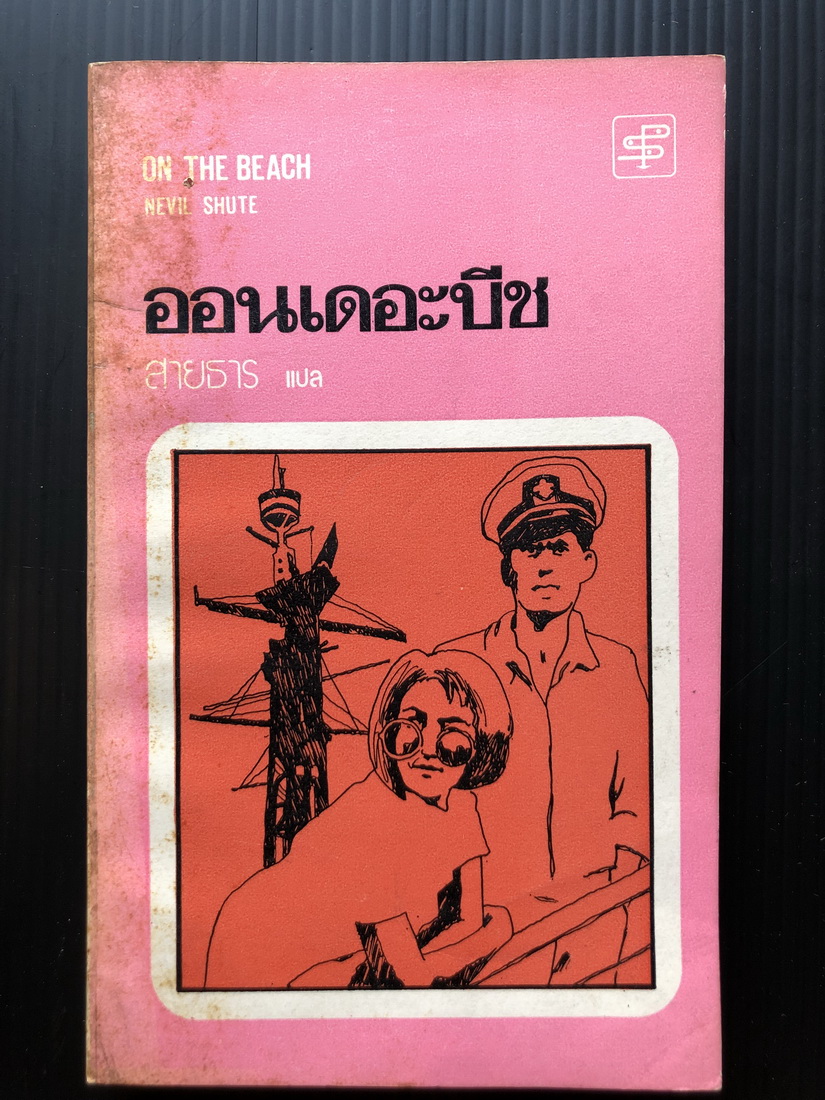 ON THE BEACH
NEVIL SHUTE
ออนเดอะบีช
สายธาร แปล